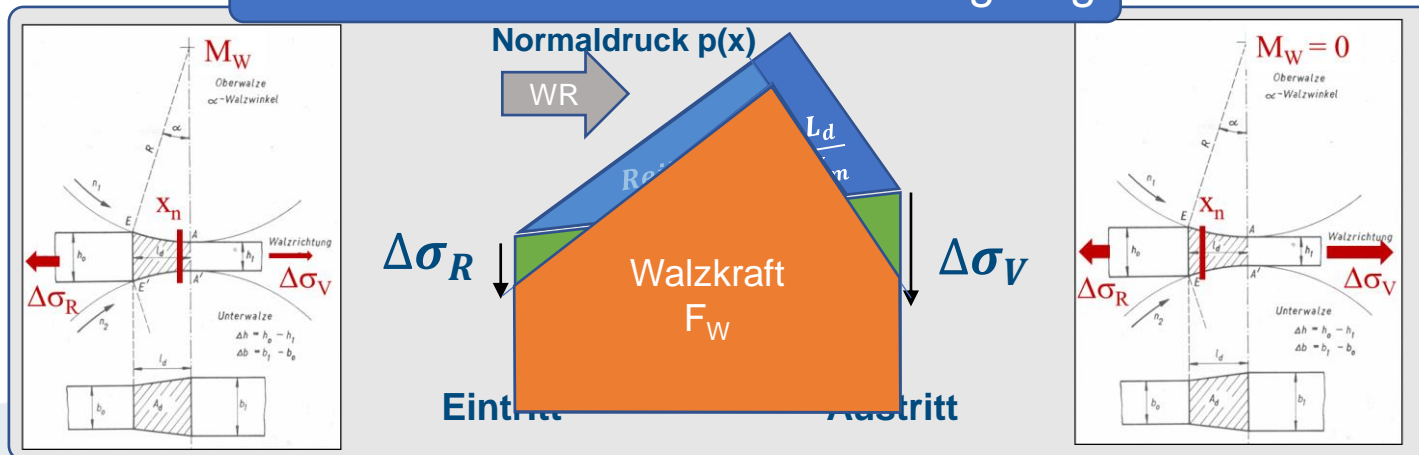 M_W
Oberwalze
α-Walzwinkel
α
R
n₁
x_n
E
A
h₀
l_d
h₁
Walzrichtung
Δσ_R
Δσ_V
E'
A'
n₂
Unterwalze
Δh = h₀ - h₁
Δb = b₁ - b₀
l_d
b₀
A_d
b₁
Normaldruck p(x)
WR
L_d
m
Δσ_R
Δσ_V
Walzkraft
F_W
Eintritt
Austritt
M_W = 0
Oberwalze
α-Walzwinkel
α
R
n₁
x_n
E
A
h₀
l_d
h₁
Walzrichtung
Δσ_R
Δσ_V
E
A'
n₂
Unterwalze
Δh = h₀ - h₁
Δb = b₁ - b₀
l_d
b₀
A_d
b₁